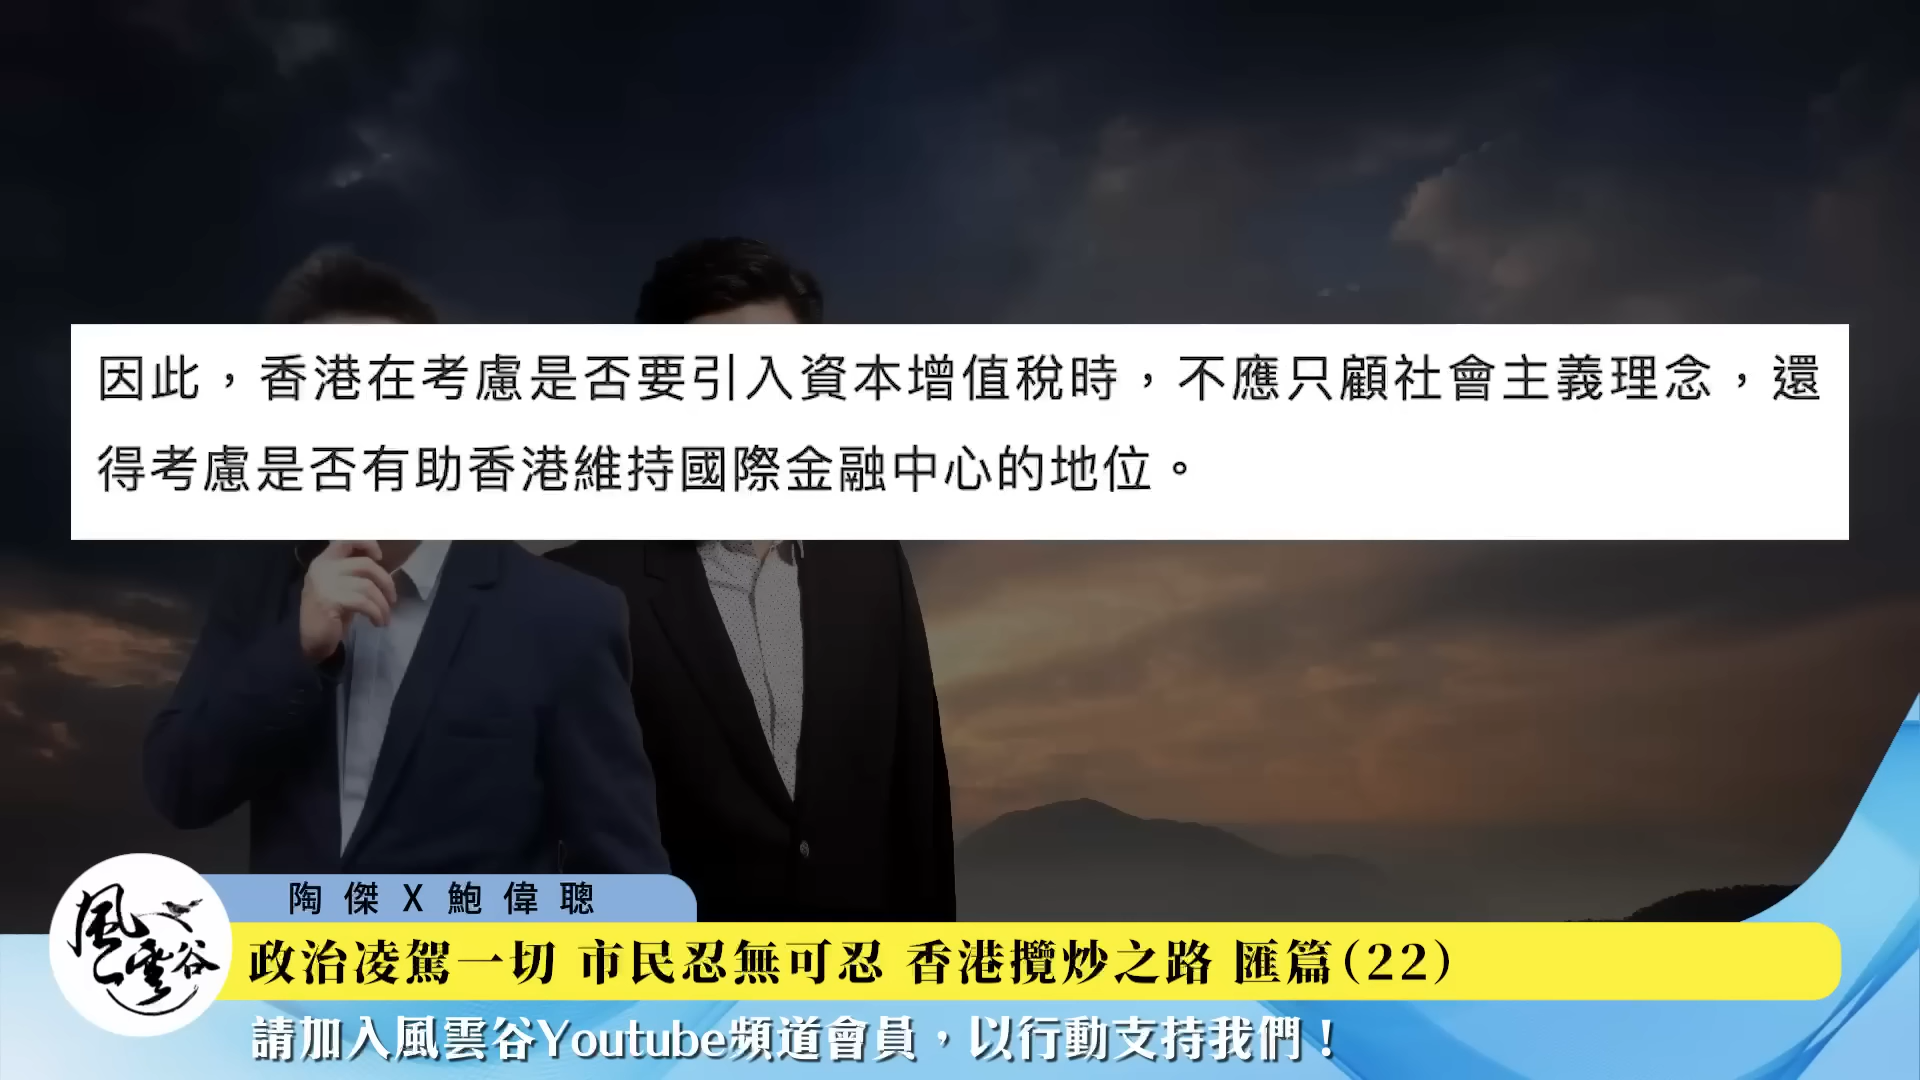 因此，香港在考慮是否要引入資本增值稅時，不應只顧社會主義理念，還
得考慮是否有助香港維持國際金融中心的地位。
陶傑X鮑偉聰
風雲谷
政治凌駕一切 市民忍無可忍 香港攬炒之路 匯篇(22)
請加入風雲谷Youtube頻道會員，以行動支持我們！